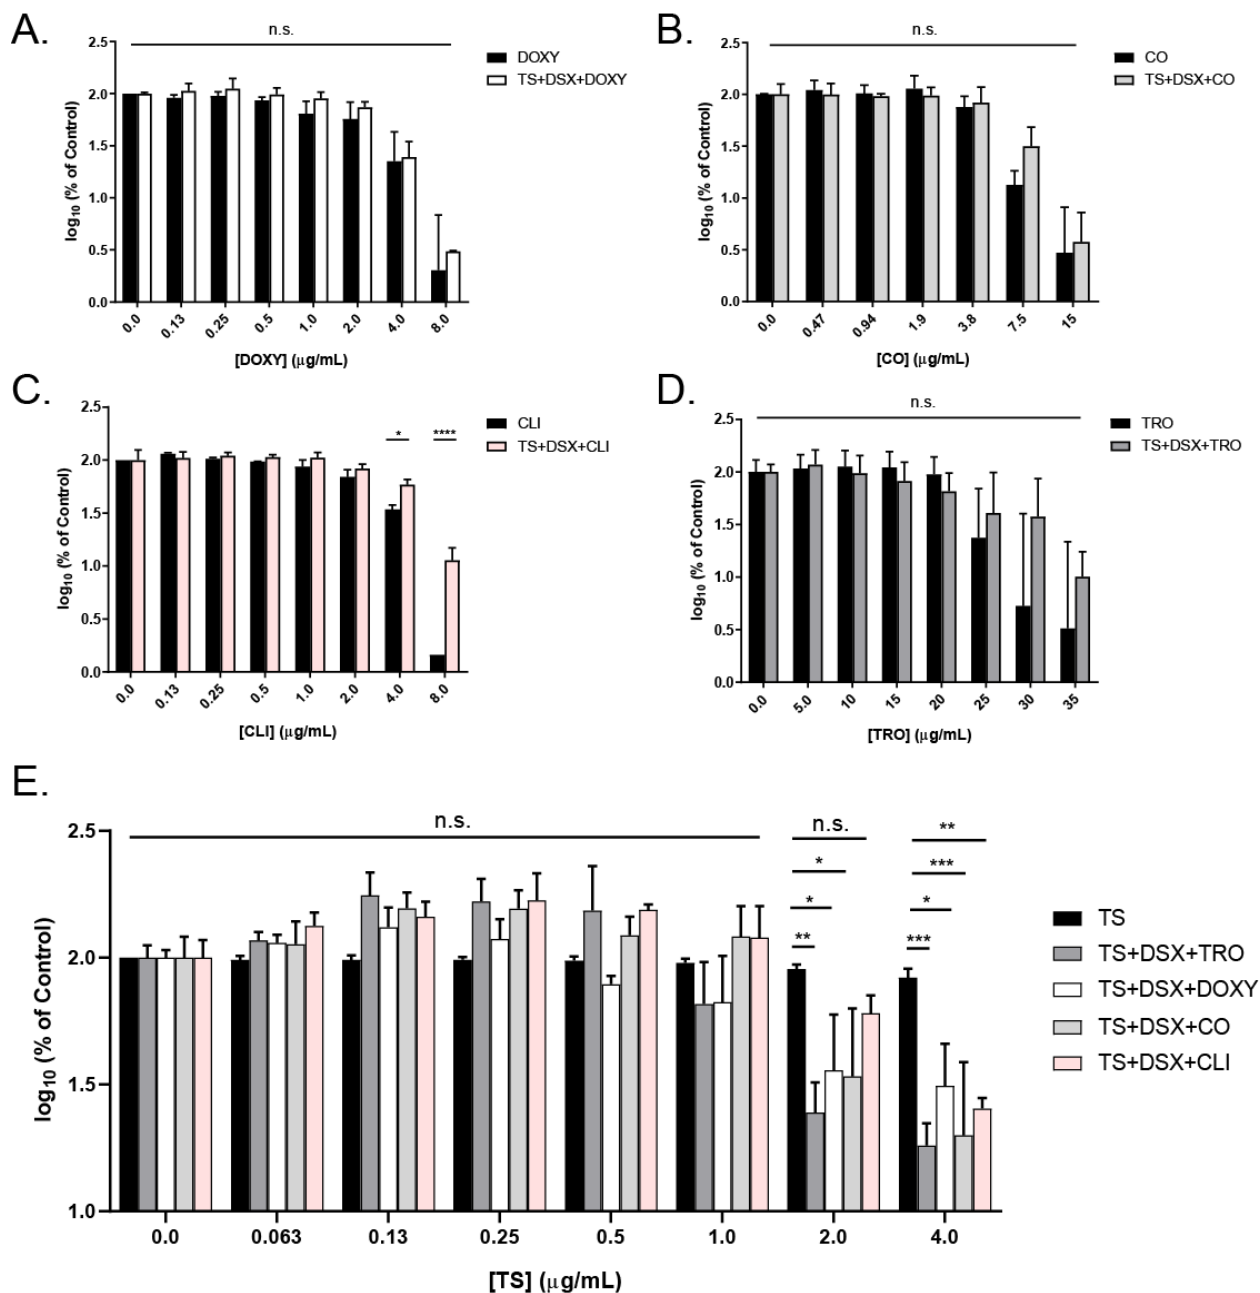 A.
n.s.
2.5
2.0
1.5
1.0
0.5
0.0
log10 (% of Control)
0.0 0.13 0.25 0.5 1.0 2.0 4.0 8.0
[DOXY] (μg/mL)
DOXY
TS+DSX+DOXY
B.
n.s.
2.5
2.0
1.5
1.0
0.5
0.0
log10 (% of Control)
0.0 0.47 0.94 1.9 3.8 7.5 15
[CO] (μg/mL)
CO
TS+DSX+CO
C.
2.5
2.0
1.5
1.0
0.5
0.0
log10 (% of Control)
* ****
0.0 0.13 0.25 0.5 1.0 2.0 4.0 8.0
[CLI] (μg/mL)
CLI
TS+DSX+CLI
D.
n.s.
2.5
2.0
1.5
1.0
0.5
0.0
log10 (% of Control)
0.0 5.0 10 15 20 25 30 35
[TRO] (μg/mL)
TRO
TS+DSX+TRO
E.
n.s. n.s. **
* ***
* *
** ***
2.5
2.0
1.5
1.0
log10 (% of Control)
0.0 0.063 0.13 0.25 0.5 1.0 2.0 4.0
[TS] (μg/mL)
TS
TS+DSX+TRO
TS+DSX+DOXY
TS+DSX+CO
TS+DSX+CLI